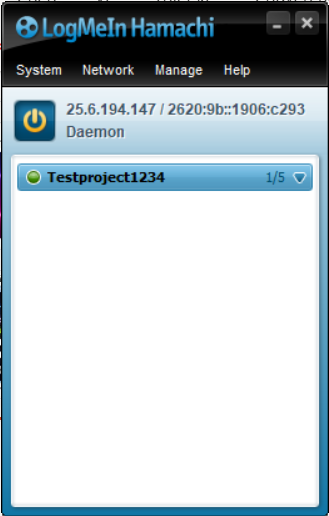 LogMeIn Hamachi
System Network Manage Help
25.6.194.147 / 2620:9b::1906:c293
Daemon
Testproject1234 1/5